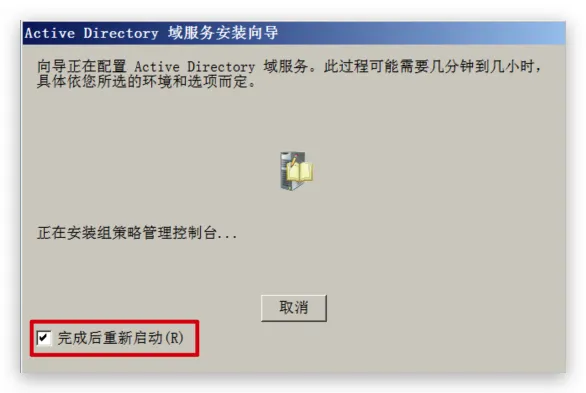 Active Directory 域服务安装向导
向导正在配置 Active Directory 域服务。此过程可能需要几分钟到几小时，
具体依您所选的环境和选项而定。
正在安装组策略管理控制台...
取消
完成后重新启动(R)